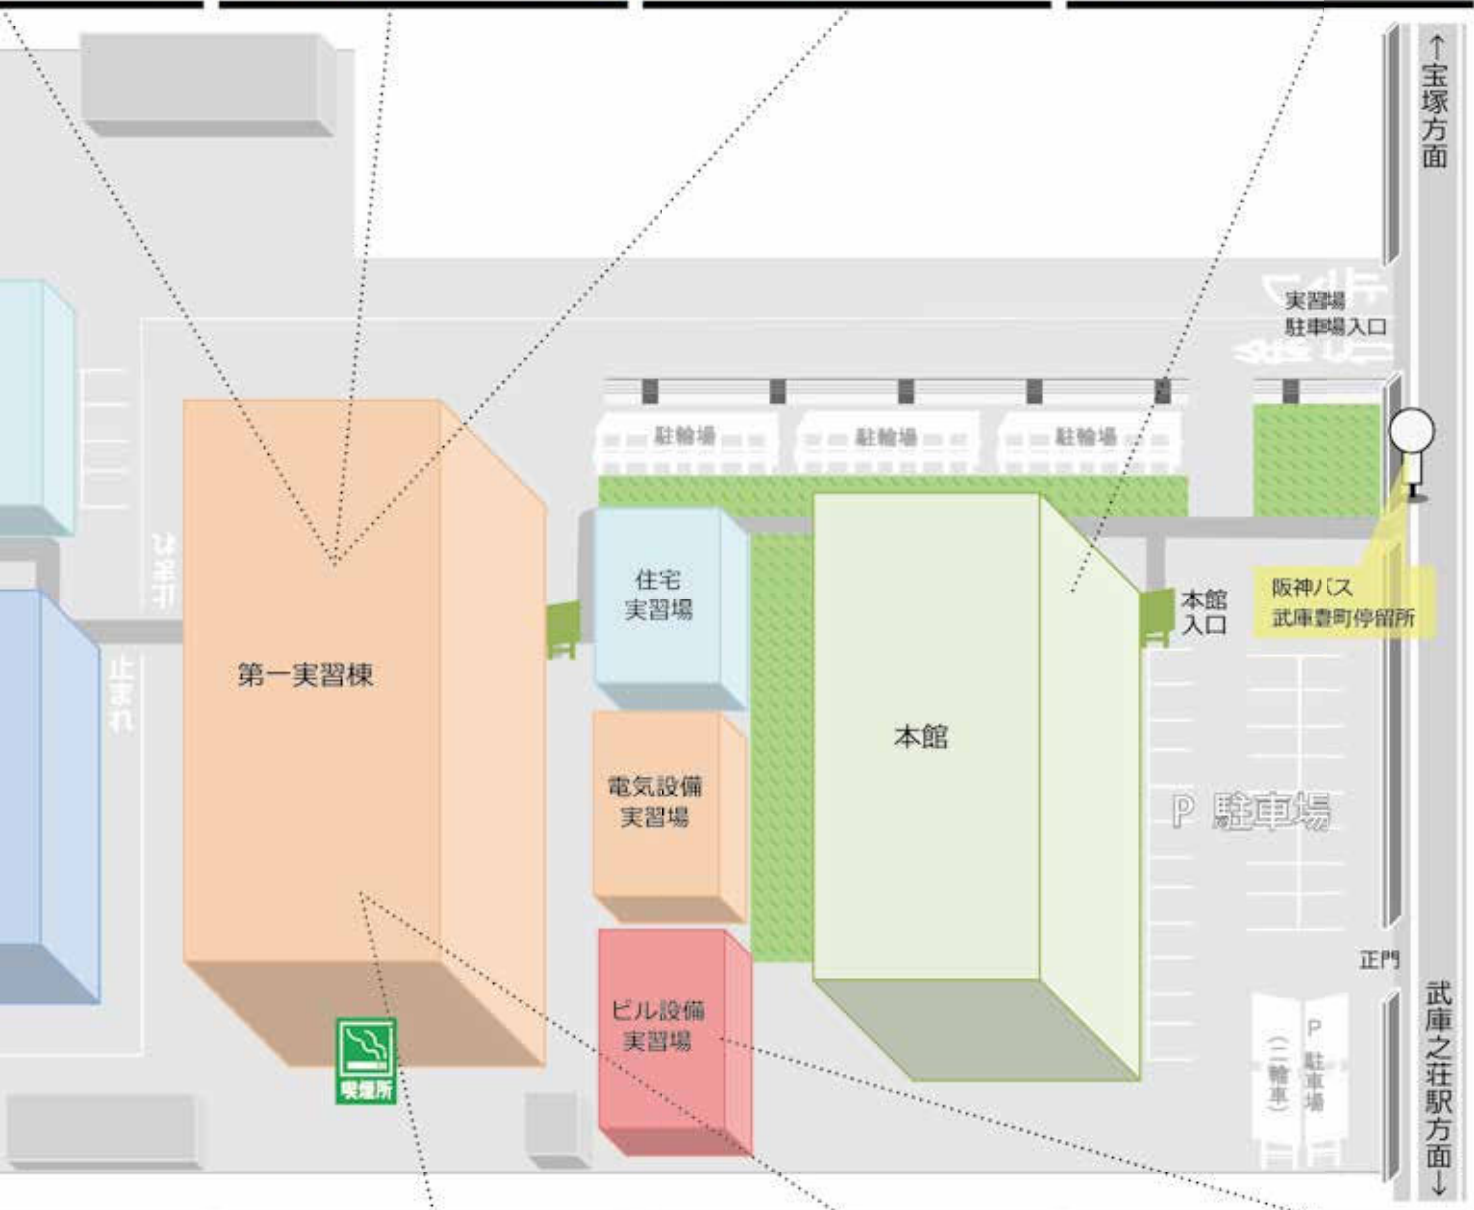 ↑宝塚方面
実習場
駐車場入口
駐輪場
駐輪場
駐輪場
止まれ
住宅
実習場
本館
入口
阪神バス
武庫豊町停留所
第一実習棟
止まれ
本館
電気設備
実習場
P 駐車場
正門
ビル設備
実習場
P 駐車場
(二輪車)
喫煙所
武庫之荘駅方面↓